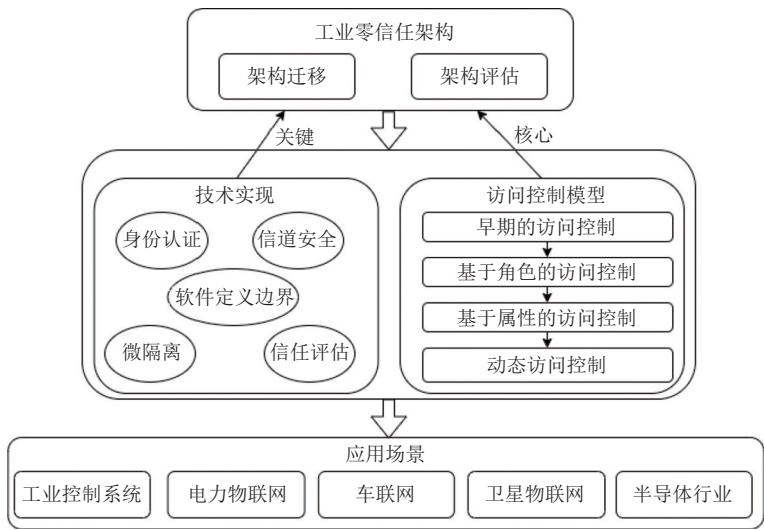 工业零信任架构
架构迁移
架构评估
关键
核心
技术实现
身份认证
信道安全
软件定义边界
微隔离
信任评估
访问控制模型
早期的访问控制
基于角色的访问控制
基于属性的访问控制
动态访问控制
应用场景
工业控制系统
电力物联网
车联网
卫星物联网
半导体行业